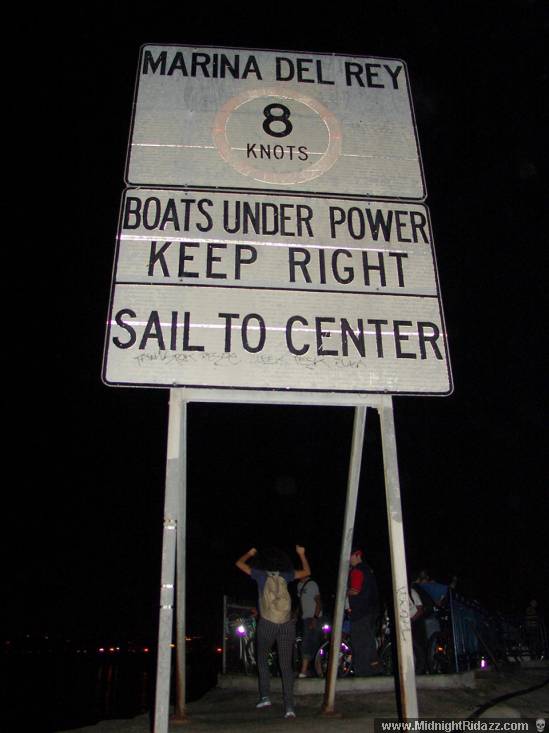 MARINA DEL REY
8
KNOTS
BOATS UNDER POWER
KEEP RIGHT
SAIL TO CENTER
www.MidnightRidazz.com